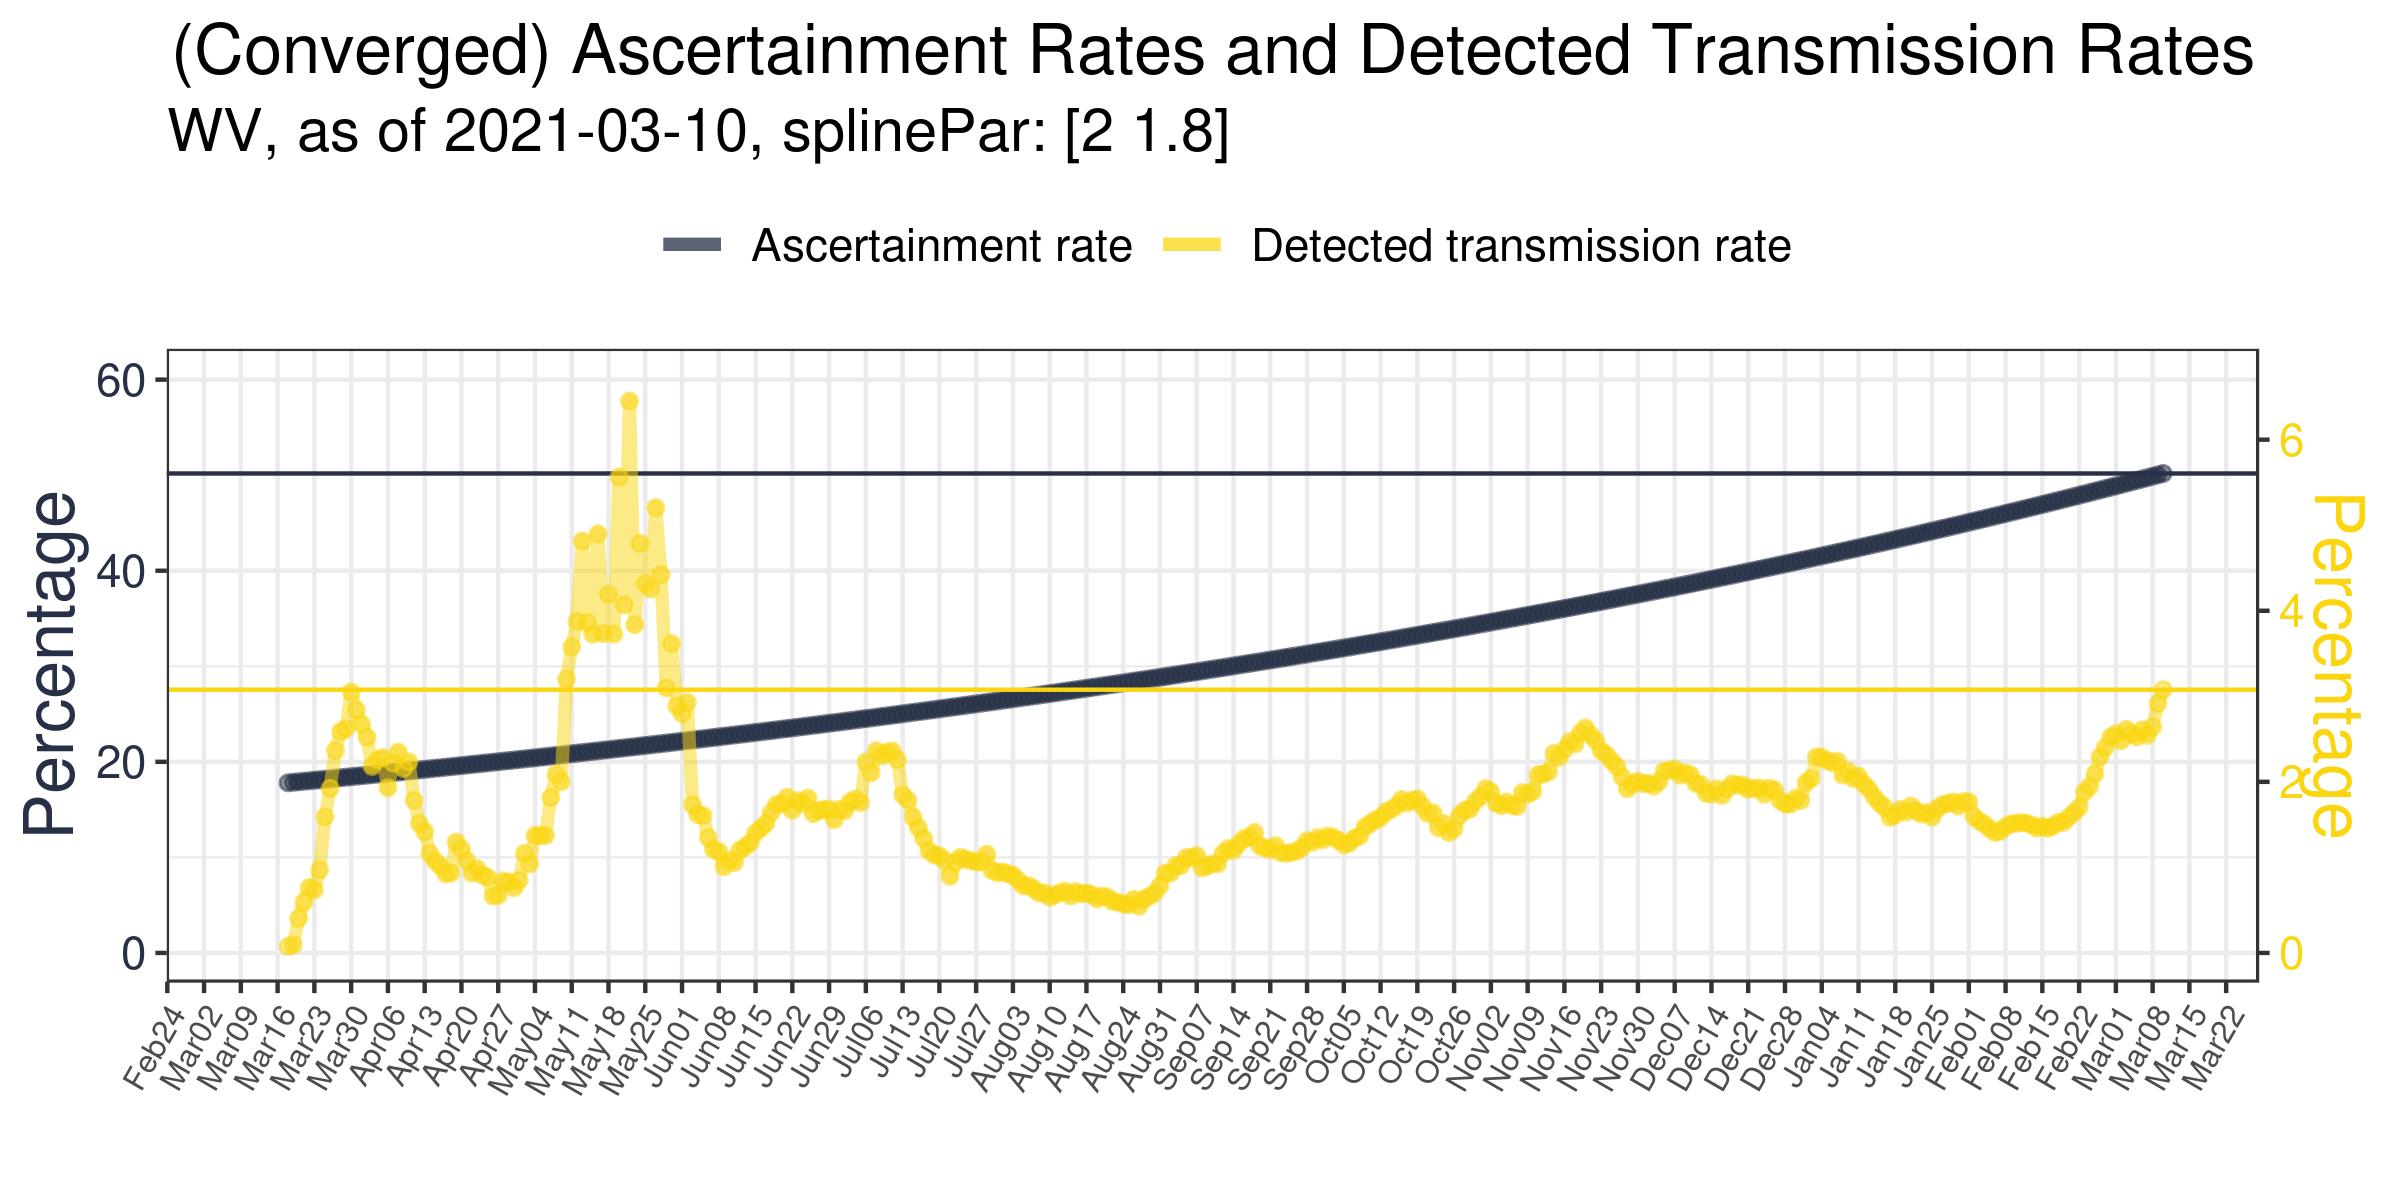 (Converged) Ascertainment Rates and Detected Transmission Rates
WV, as of 2021-03-10, splinePar: [2 1.8]
Ascertainment rate
Detected transmission rate
Percentage
60
40
20
0
6
4
2
0
Percentage
Feb24
Mar02
Mar09
Mar16
Mar23
Mar30
Apr06
Apr13
Apr20
Apr27
May04
May11
May18
May25
Jun01
Jun08
Jun15
Jun22
Jun29
Jul06
Jul13
Jul20
Jul27
Aug03
Aug10
Aug17
Aug24
Aug31
Sep07
Sep14
Sep21
Sep28
Oct05
Oct12
Oct19
Oct26
Nov02
Nov09
Nov16
Nov23
Nov30
Dec07
Dec14
Dec21
Dec28
Jan04
Jan11
Jan18
Jan25
Feb01
Feb08
Feb15
Feb22
Mar01
Mar08
Mar15
Mar22